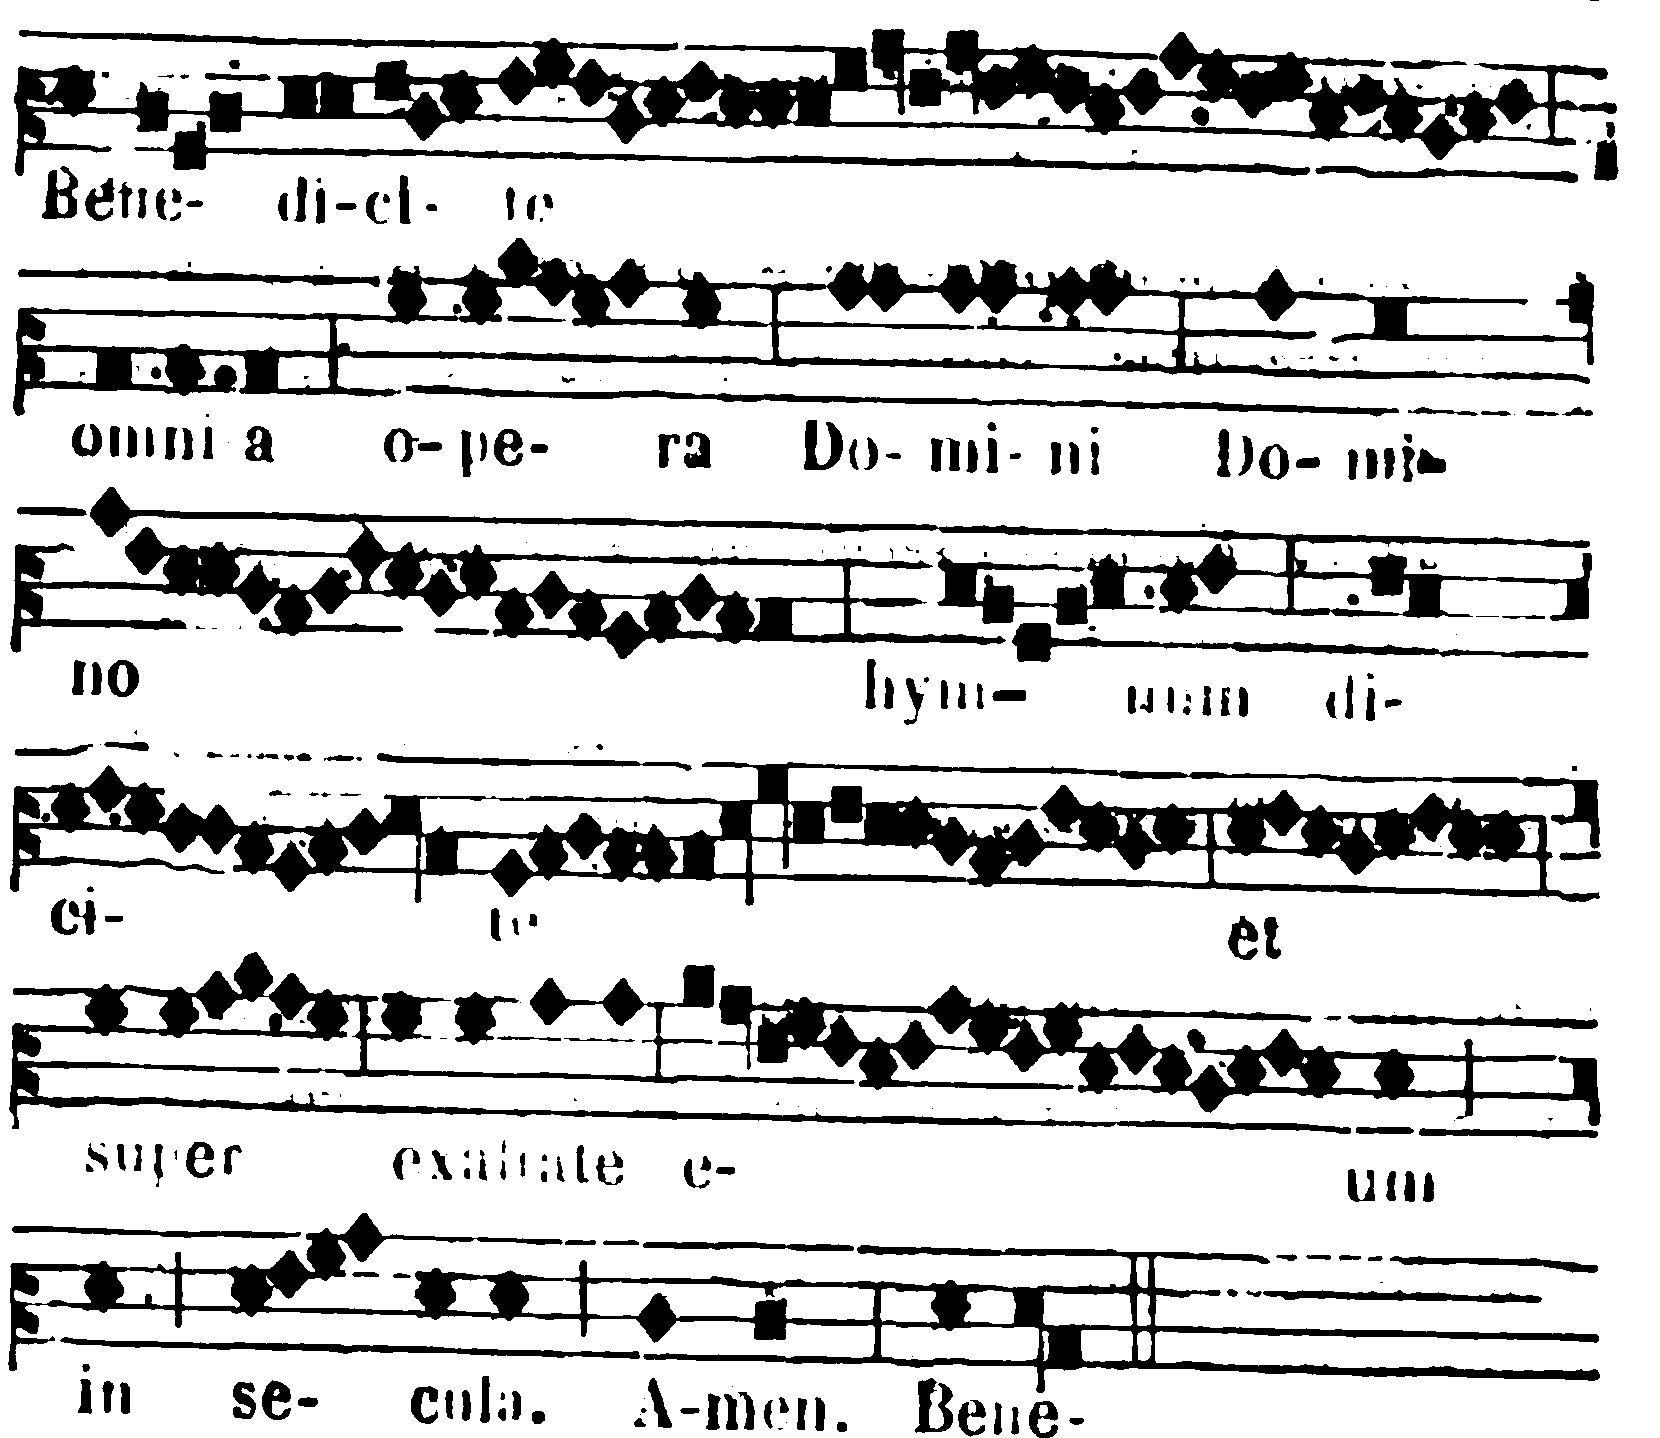 Bene- di-ci- te
omni a o-pe- ra Do-mi-ni Do-mi-
no hym- num di-
ci- te et
super exaltate e- um
in se- cula. A-men. Bene-